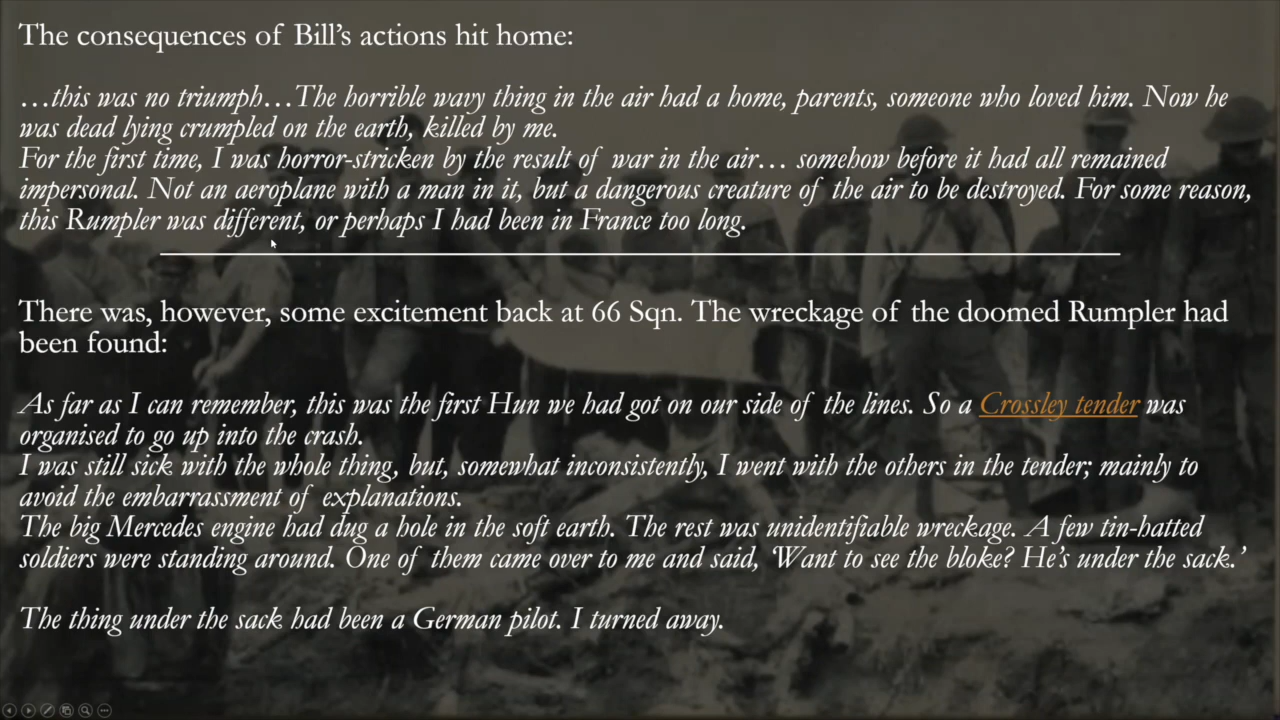 The consequences of Bill’s actions hit home:
…this was no triumph…The horrible wavy thing in the air had a home, parents, someone who loved him. Now he
was dead lying crumpled on the earth, killed by me.
For the first time, I was horror-stricken by the result of war in the air… somehow before it had all remained
impersonal. Not an aeroplane with a man in it, but a dangerous creature of the air to be destroyed. For some reason,
this Rumpler was different, or perhaps I had been in France too long.
There was, however, some excitement back at 66 Sqn. The wreckage of the doomed Rumpler had
been found:
As far as I can remember, this was the first Hun we had got on our side of the lines. So a Crossley tender was
organised to go up into the crash.
I was still sick with the whole thing, but, somewhat inconsistently, I went with the others in the tender; mainly to
avoid the embarrassment of explanations.
The big Mercedes engine had dug a hole in the soft earth. The rest was unidentifiable wreckage. A few tin-hatted
soldiers were standing around. One of them came over to me and said, ‘Want to see the bloke? He’s under the sack.’
The thing under the sack had been a German pilot. I turned away.